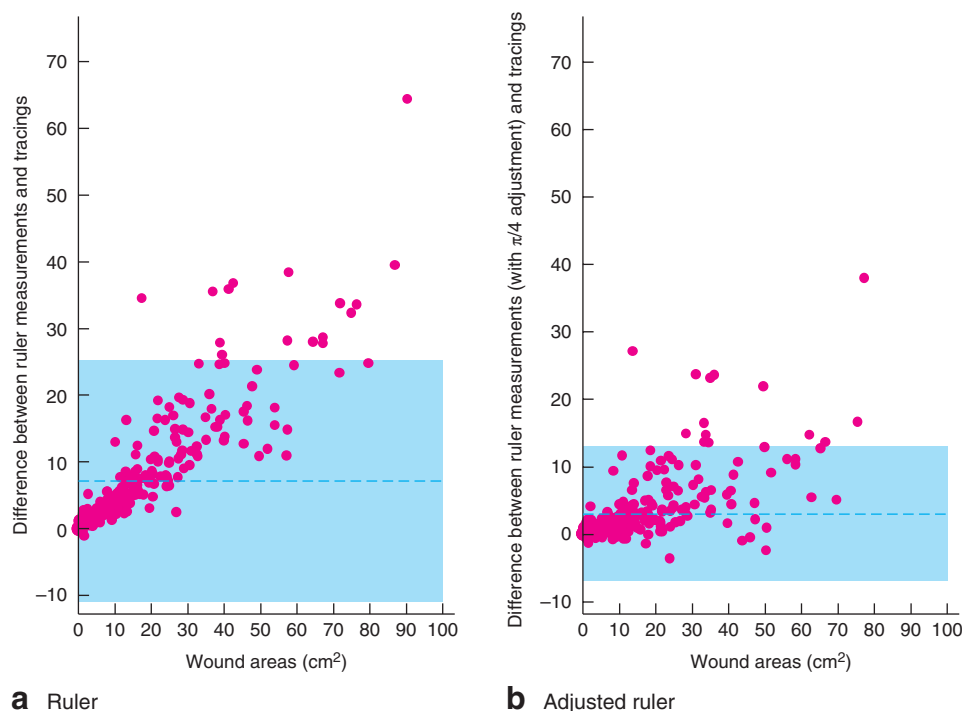 Difference between ruler measurements and tracings
70
60
50
40
30
20
10
0
–10
0 10 20 30 40 50 60 70 80 90 100
Wound areas (cm²)
a Ruler
Difference between ruler measurements (with π/4 adjustment) and tracings
70
60
50
40
30
20
10
0
–10
0 10 20 30 40 50 60 70 80 90 100
Wound areas (cm²)
b Adjusted ruler